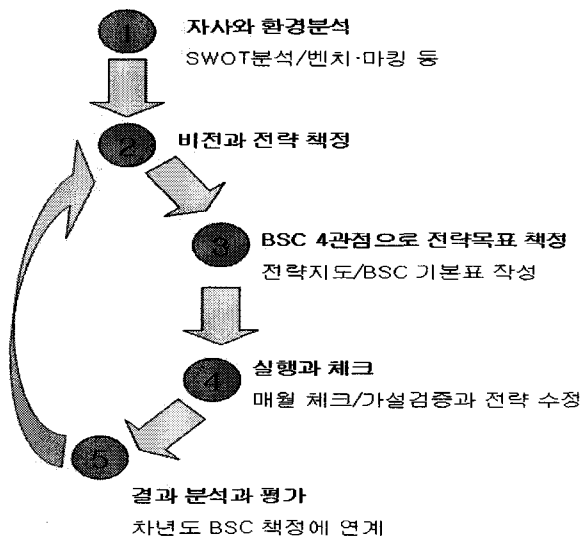 1
자사와 환경분석
SWOT분석/벤치·마킹 등
2
비전과 전략 책정
3
BSC 4관점으로 전략목표 책정
전략지도/BSC 기본표 작성
4
실행과 체크
매월 체크/가설검증과 전략 수정
5
결과 분석과 평가
차년도 BSC 책정에 연계